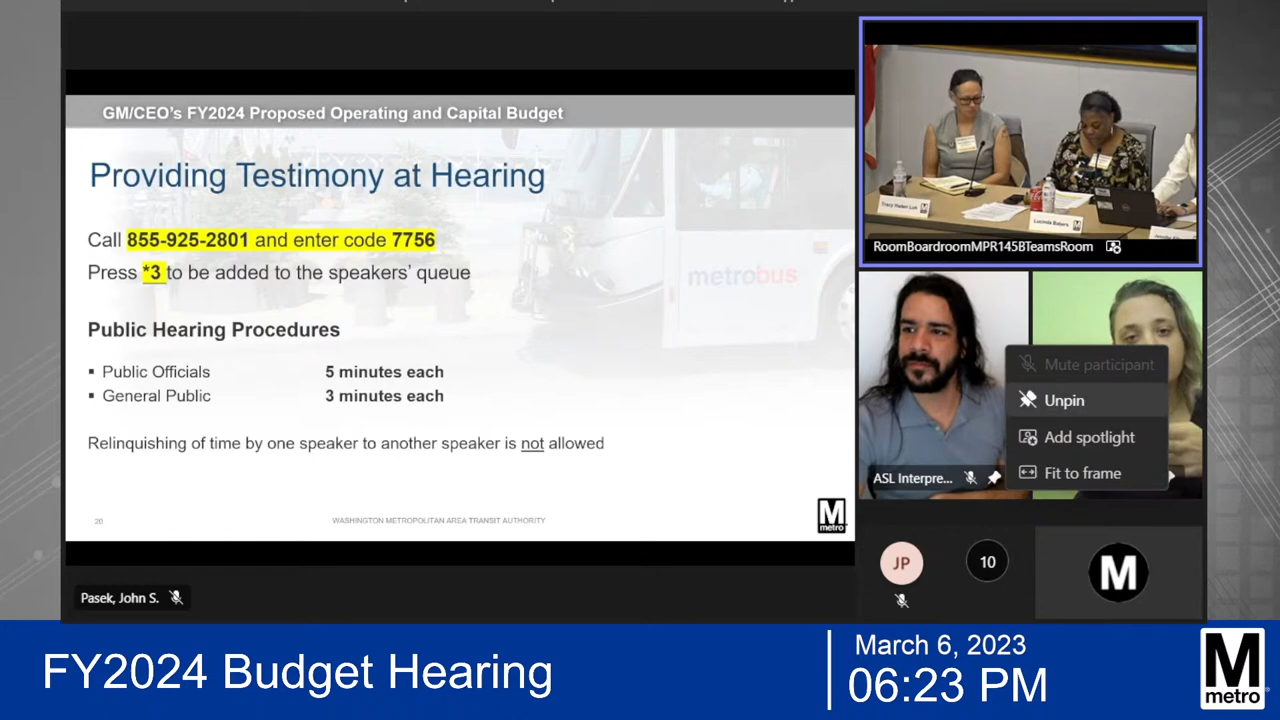 GM/CEO's FY2024 Proposed Operating and Capital Budget
Providing Testimony at Hearing
Call 855-925-2801 and enter code 7756
Press *3 to be added to the speakers' queue
Public Hearing Procedures
▪ Public Officials 5 minutes each
▪ General Public 3 minutes each
Relinquishing of time by one speaker to another speaker is not allowed
metrobus
20
WASHINGTON METROPOLITAN AREA TRANSIT AUTHORITY
M
metro
Pasek, John S.
Lucinda Babers
RoomBoardroomMPR145BTeamsRoom
Mute participant
Unpin
Add spotlight
Fit to frame
ASL Interpre...
JP
10
M
FY2024 Budget Hearing
March 6, 2023
06:23 PM
M
metro